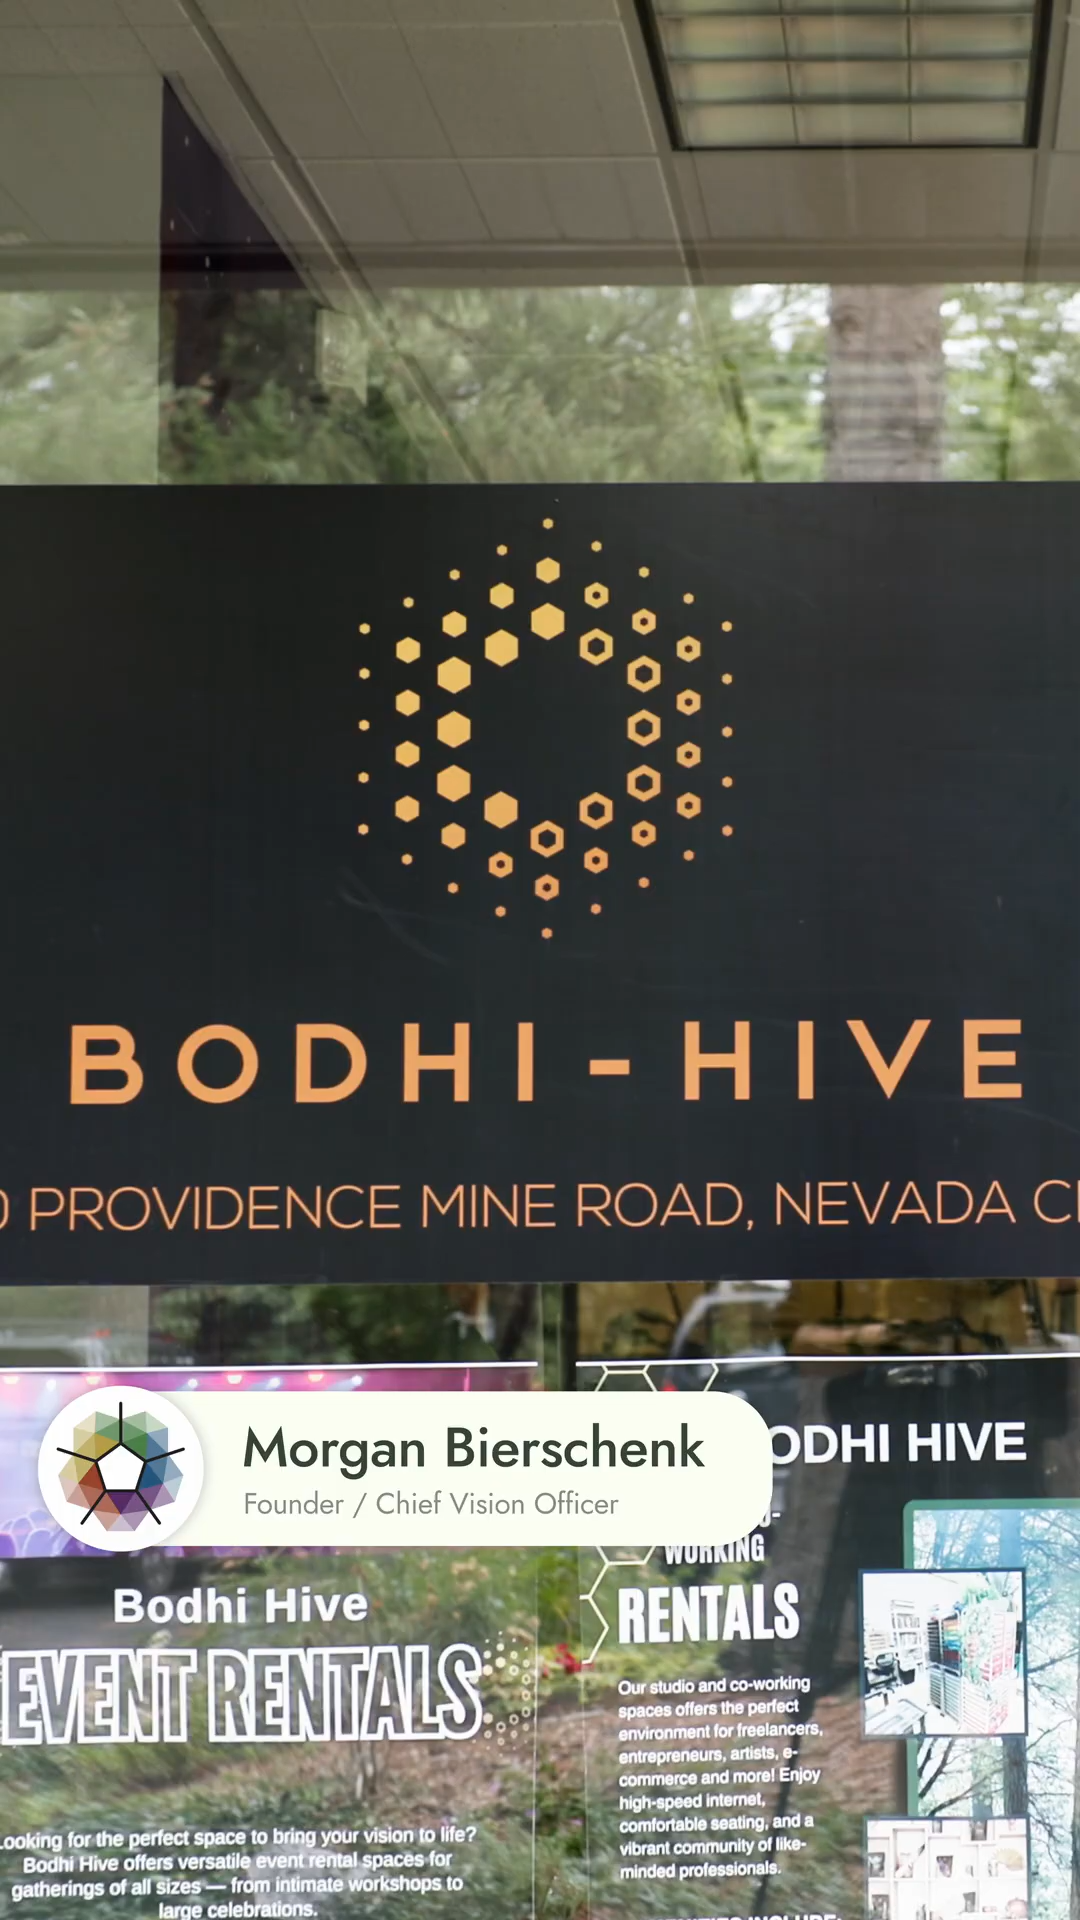 BODHI-HIVE
PROVIDENCE MINE ROAD, NEVADA
Morgan Bierschenk
Founder / Chief Vision Officer
Bodhi Hive
EVENT RENTALS
Looking for the perfect space to bring your vision to life?
Bodhi Hive offers versatile event rental spaces for
gatherings of all sizes — from intimate workshops to
large celebrations.
BODHI HIVE
WORKING
RENTALS
Our studio and co-working
spaces offers the perfect
environment for freelancers,
entrepreneurs, artists, e-
commerce and more! Enjoy
high-speed internet,
comfortable seating, and a
vibrant community of like-
minded professionals.